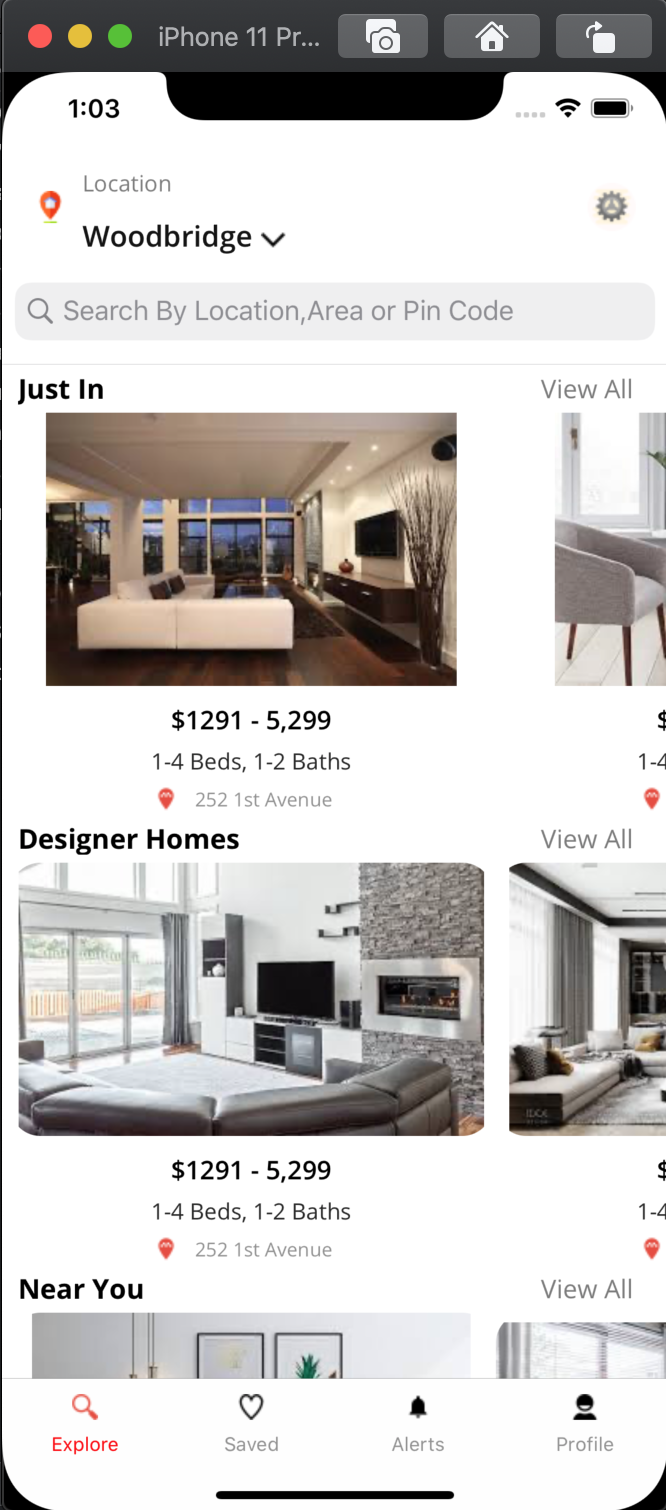 iPhone 11 Pr...
1:03
Location
Woodbridge
Search By Location,Area or Pin Code
Just In View All
$1291 - 5,299 $
1-4 Beds, 1-2 Baths 1-4
252 1st Avenue
Designer Homes View All
$1291 - 5,299 $
1-4 Beds, 1-2 Baths 1-4
252 1st Avenue
Near You View All
Explore Saved Alerts Profile